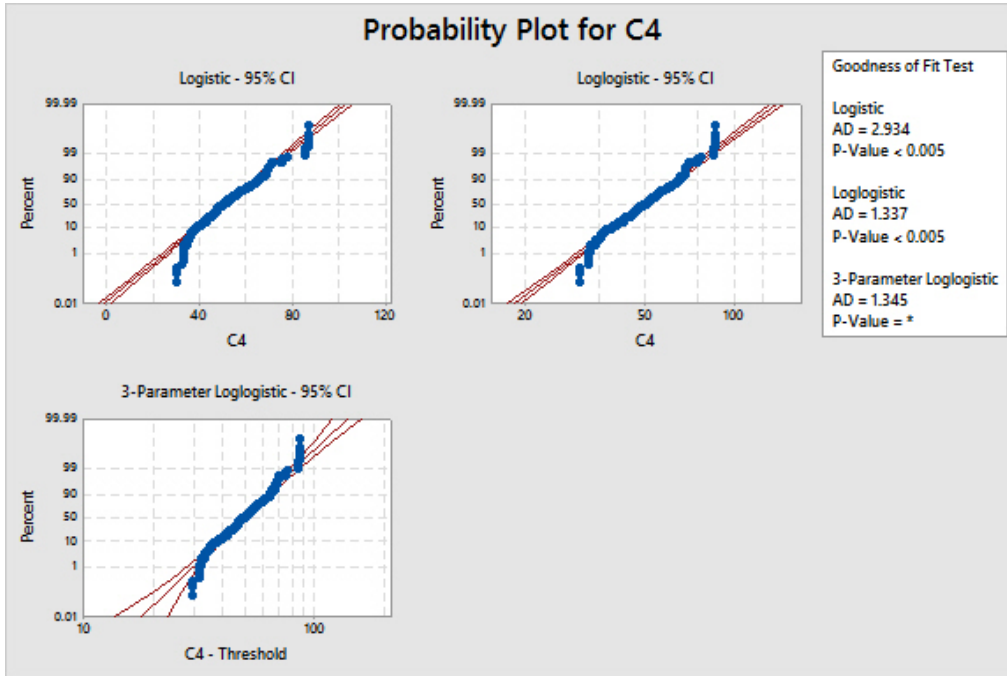 Probability Plot for C4
Logistic - 95% CI
99.99
99
90
50
10
1
0.01
Percent
0
40
80
120
C4
Loglogistic - 95% CI
99.99
99
90
50
10
1
0.01
Percent
20
50
100
C4
Goodness of Fit Test
Logistic
AD = 2.934
P-Value < 0.005
Loglogistic
AD = 1.337
P-Value < 0.005
3-Parameter Loglogistic
AD = 1.345
P-Value = *
3-Parameter Loglogistic - 95% CI
99.99
99
90
50
10
1
0.01
Percent
10
100
C4 - Threshold